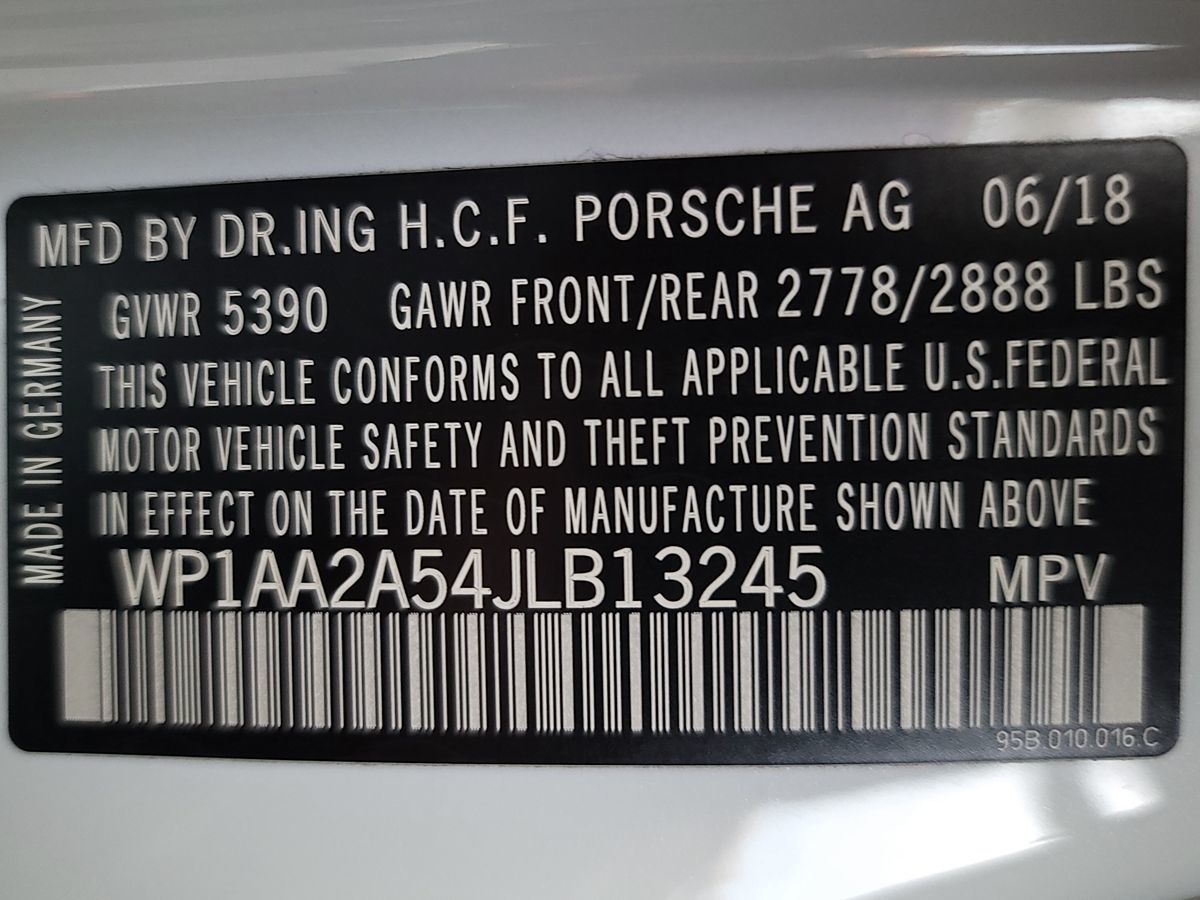 MFD BY DR.ING H.C.F. PORSCHE AG 06/18
GVWR 5390 GAWR FRONT/REAR 2778/2888 LBS
THIS VEHICLE CONFORMS TO ALL APPLICABLE U.S.FEDERAL
MOTOR VEHICLE SAFETY AND THEFT PREVENTION STANDARDS
IN EFFECT ON THE DATE OF MANUFACTURE SHOWN ABOVE
WP1AA2A54JLB13245 MPV
95B.010.016.C
MADE IN GERMANY